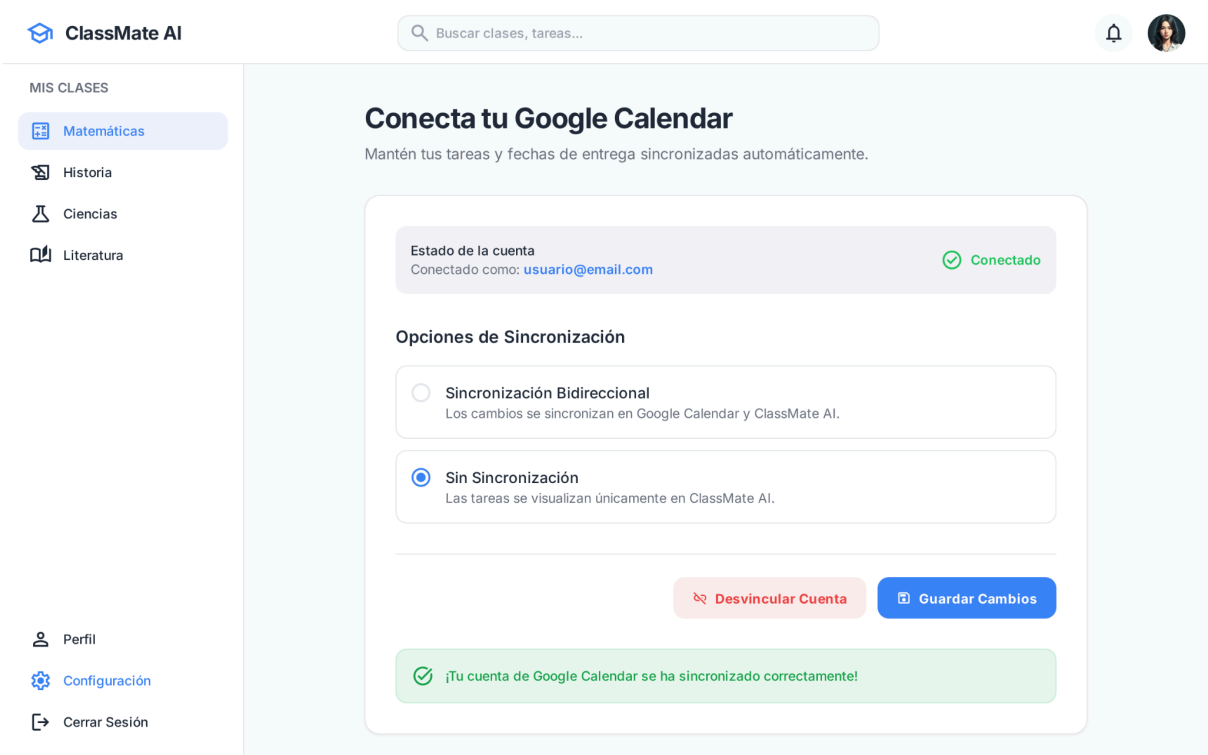 ClassMate AI
Buscar clases, tareas...
MIS CLASES
Matemáticas
Historia
Ciencias
Literatura
Perfil
Configuración
Cerrar Sesión
Conecta tu Google Calendar
Mantén tus tareas y fechas de entrega sincronizadas automáticamente.
Estado de la cuenta
Conectado como: usuario@email.com
Conectado
Opciones de Sincronización
Sincronización Bidireccional
Los cambios se sincronizan en Google Calendar y ClassMate AI.
Sin Sincronización
Las tareas se visualizan únicamente en ClassMate AI.
Desvincular Cuenta
Guardar Cambios
¡Tu cuenta de Google Calendar se ha sincronizado correctamente!